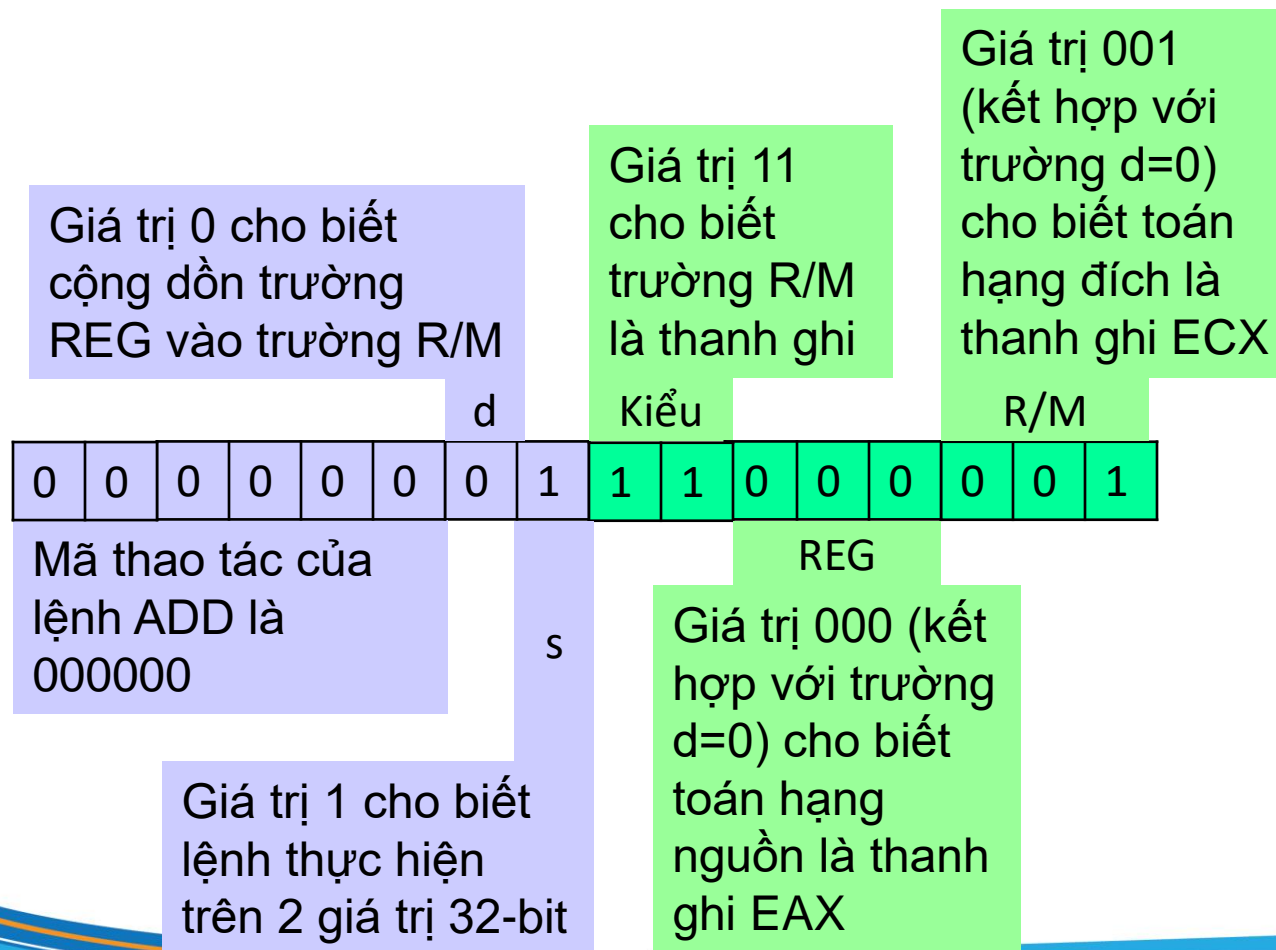 Giá trị 001
(kết hợp với
trường d=0)
cho biết toán
hạng đích là
thanh ghi ECX
Giá trị 11
cho biết
trường R/M
là thanh ghi
Giá trị 0 cho biết
cộng dồn trường
REG vào trường R/M
d Kiểu R/M
0 0 0 0 0 0 0 1 1 1 0 0 0 0 0 1
Mã thao tác của
lệnh ADD là
000000
s
REG
Giá trị 1 cho biết
lệnh thực hiện
trên 2 giá trị 32-bit
Giá trị 000 (kết
hợp với trường
d=0) cho biết
toán hạng
nguồn là thanh
ghi EAX